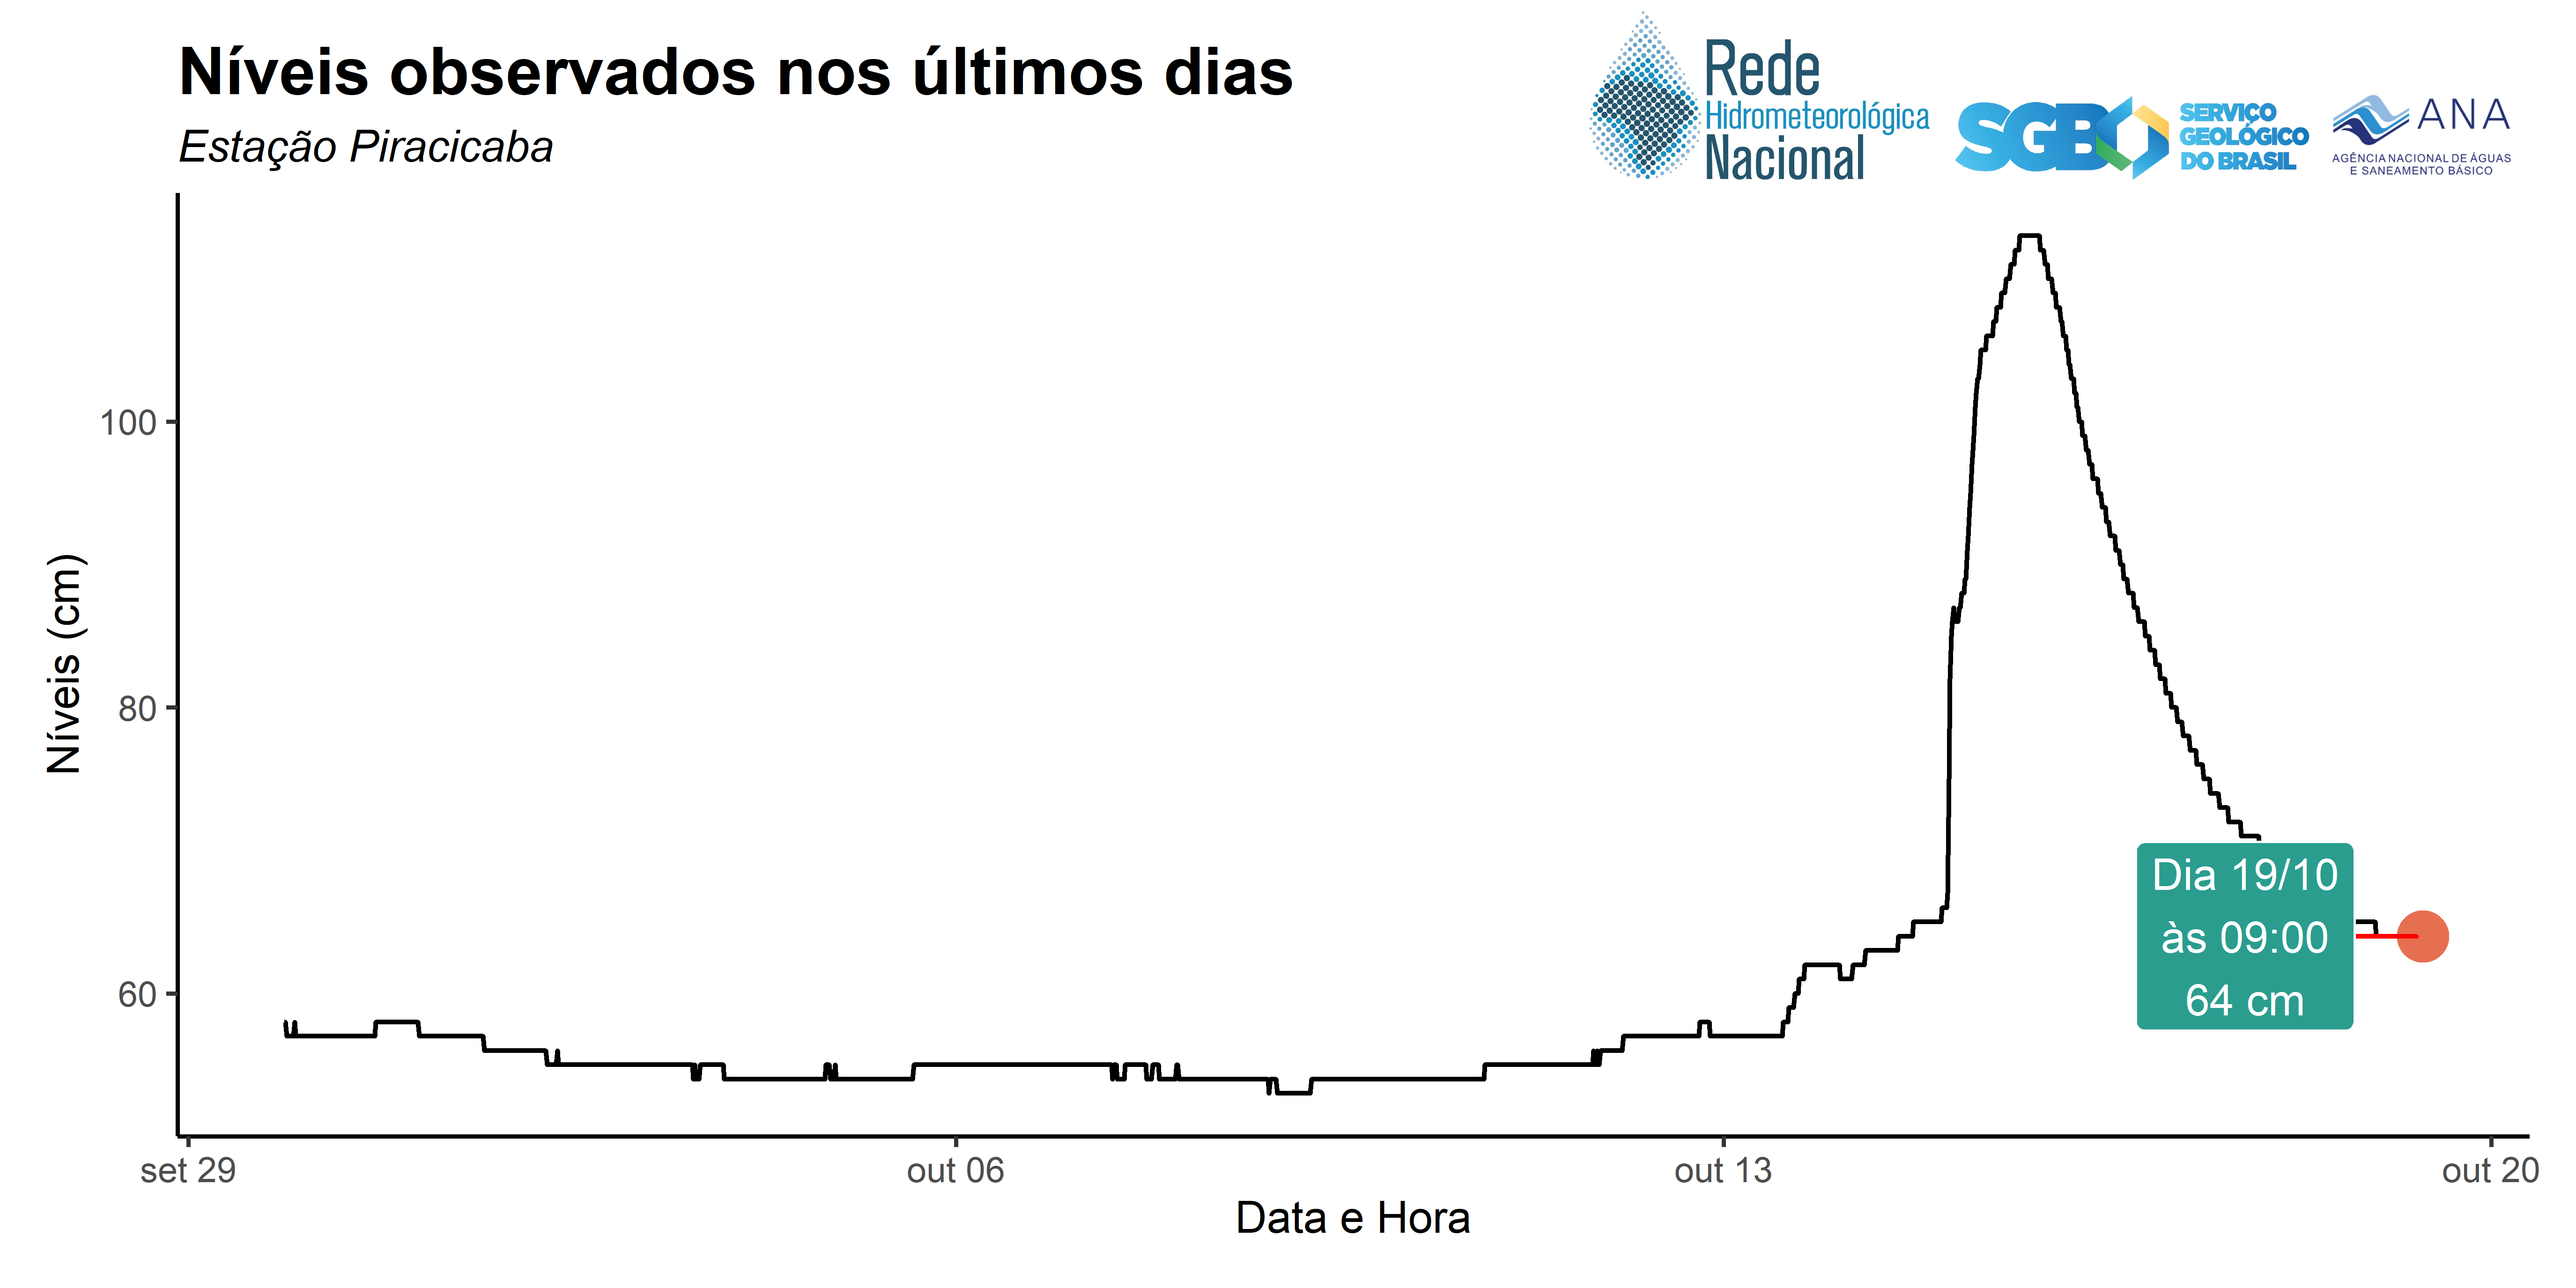 Níveis observados nos últimos dias
Estação Piracicaba
Rede
Hidrometeorológica
Nacional
SGB
SERVIÇO
GEOLÓGICO
DO BRASIL
ANA
AGÊNCIA NACIONAL DE ÁGUAS
E SANEAMENTO BÁSICO
Níveis (cm)
100
80
60
Dia 19/10
às 09:00
64 cm
set 29
out 06
out 13
out 20
Data e Hora